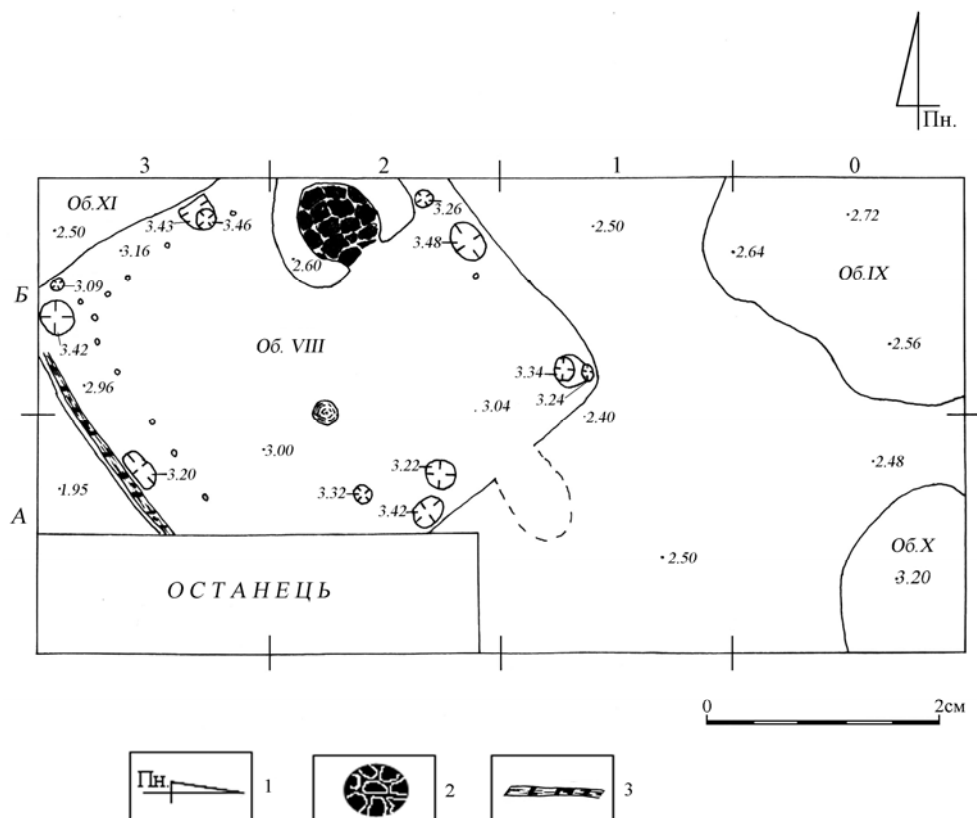 Пн.
3 2 1 0
Об.XI
3.26
3.43 3.46
.2.50
.3.16
3.48
.2.50
.2.72
.2.64
.2.60
Об.IX
3.09
Б
3.42
Об. VIII
.2.56
.2.96
3.34
3.24
. 3.04
.2.40
.3.00
3.22
.2.48
3.20
.1.95
3.32
3.42
А
Об.X
.2.50
.3.20
ОСТАНЕЦЬ
0 2см
Пн. 1 2 3